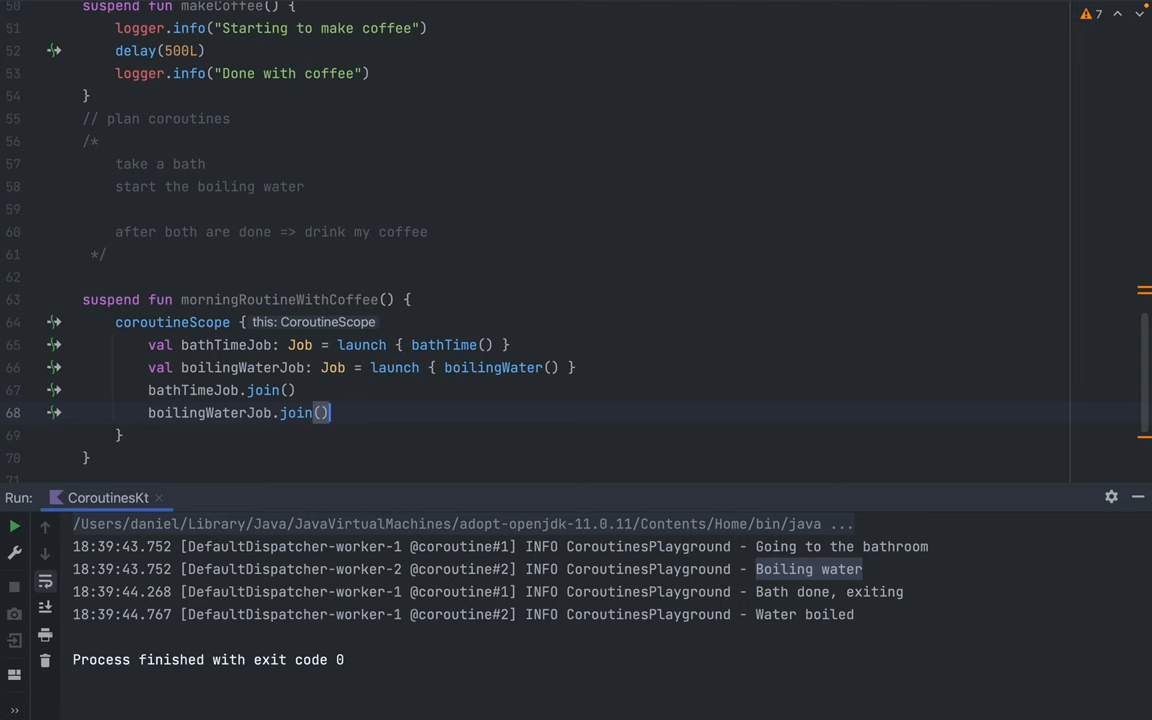 50 suspend fun makeCoffee() {
7
51 logger.info("Starting to make coffee")
52 delay(500L)
53 logger.info("Done with coffee")
54 }
55 // plan coroutines
56 /*
57 take a bath
58 start the boiling water
59
60 after both are done => drink my coffee
61 */
62
63 suspend fun morningRoutineWithCoffee() {
64 coroutineScope { this: CoroutineScope
65 val bathTimeJob: Job = launch { bathTime() }
66 val boilingWaterJob: Job = launch { boilingWater() }
67 bathTimeJob.join()
68 boilingWaterJob.join()
69 }
70 }
71
Run: CoroutinesKt ×
/Users/daniel/Library/Java/JavaVirtualMachines/adopt-openjdk-11.0.11/Contents/Home/bin/java ...
18:39:43.752 [DefaultDispatcher-worker-1 @coroutine#1] INFO CoroutinesPlayground - Going to the bathroom
18:39:43.752 [DefaultDispatcher-worker-2 @coroutine#2] INFO CoroutinesPlayground - Boiling water
18:39:44.268 [DefaultDispatcher-worker-1 @coroutine#1] INFO CoroutinesPlayground - Bath done, exiting
18:39:44.767 [DefaultDispatcher-worker-1 @coroutine#2] INFO CoroutinesPlayground - Water boiled
Process finished with exit code 0